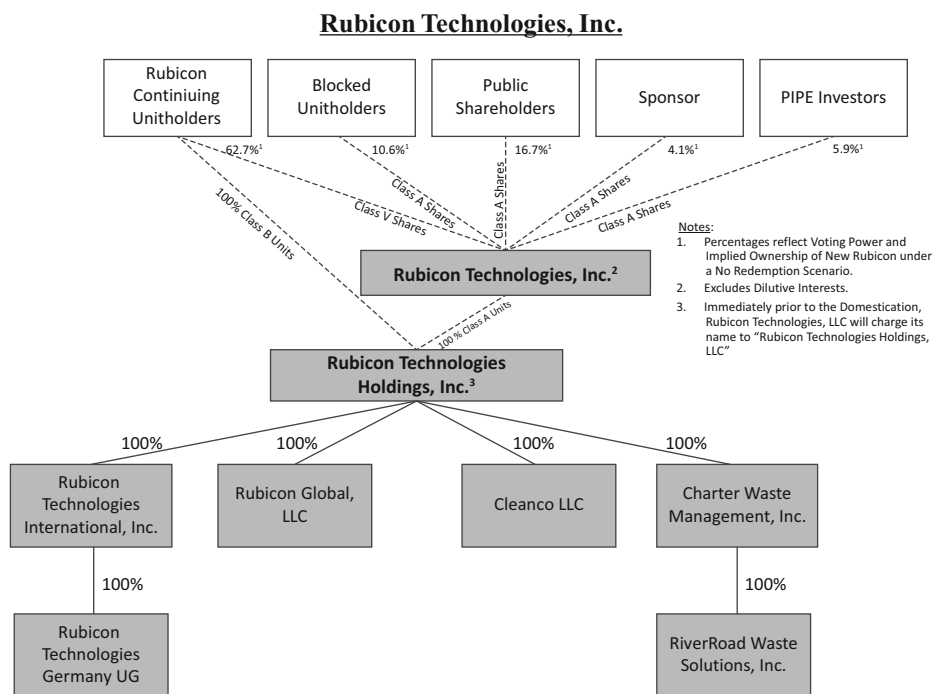 Rubicon Technologies, Inc.
Rubicon
Continiuing
Unitholders
Blocked
Unitholders
Public
Shareholders
Sponsor
PIPE Investors
62.7%¹
10.6%¹
16.7%¹
4.1%¹
5.9%¹
100% Class B Units
Class V Shares
Class A Shares
Class A Shares
Class A Shares
Class A Shares
Rubicon Technologies, Inc.²
Notes:
1. Percentages reflect Voting Power and
Implied Ownership of New Rubicon under
a No Redemption Scenario.
2. Excludes Dilutive Interests.
3. Immediately prior to the Domestication,
Rubicon Technologies, LLC will charge its
name to “Rubicon Technologies Holdings,
LLC”
100 % Class A Units
Rubicon Technologies
Holdings, Inc.³
100%
100%
100%
100%
Rubicon
Technologies
International, Inc.
Rubicon Global,
LLC
Cleanco LLC
Charter Waste
Management, Inc.
100%
100%
Rubicon
Technologies
Germany UG
RiverRoad Waste
Solutions, Inc.